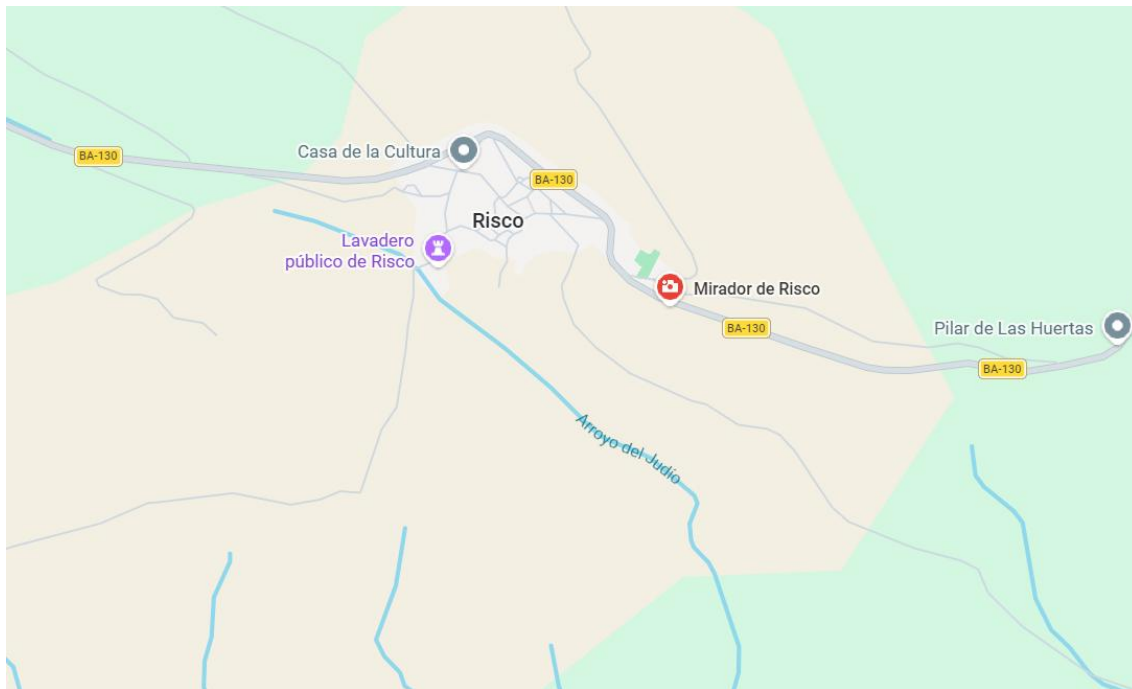 BA-130
Casa de la Cultura
BA-130
Risco
Lavadero
público de Risco
Mirador de Risco
BA-130
Pilar de Las Huertas
BA-130
Arroyo del Judío